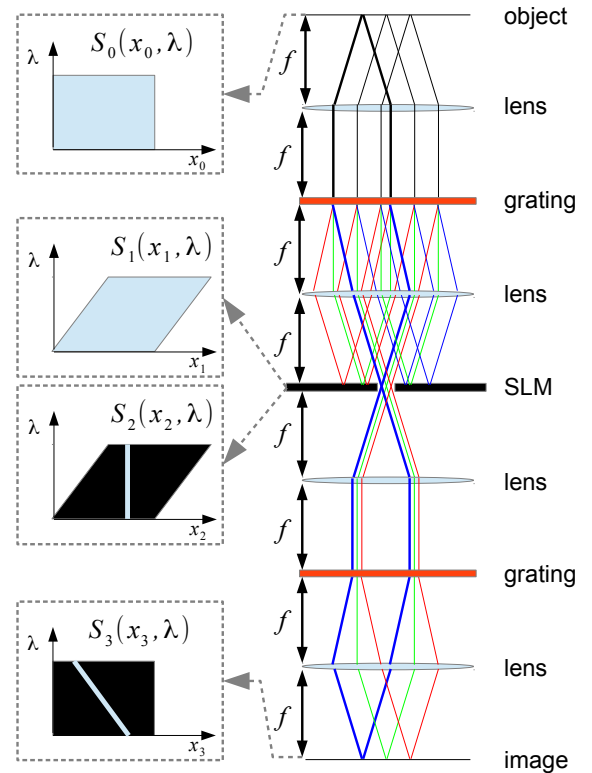 S₀(x₀, λ)
λ
x₀
S₁(x₁, λ)
λ
x₁
S₂(x₂, λ)
λ
x₂
S₃(x₃, λ)
λ
x₃
object
f
lens
f
grating
f
lens
f
SLM
f
lens
f
grating
f
lens
f
image